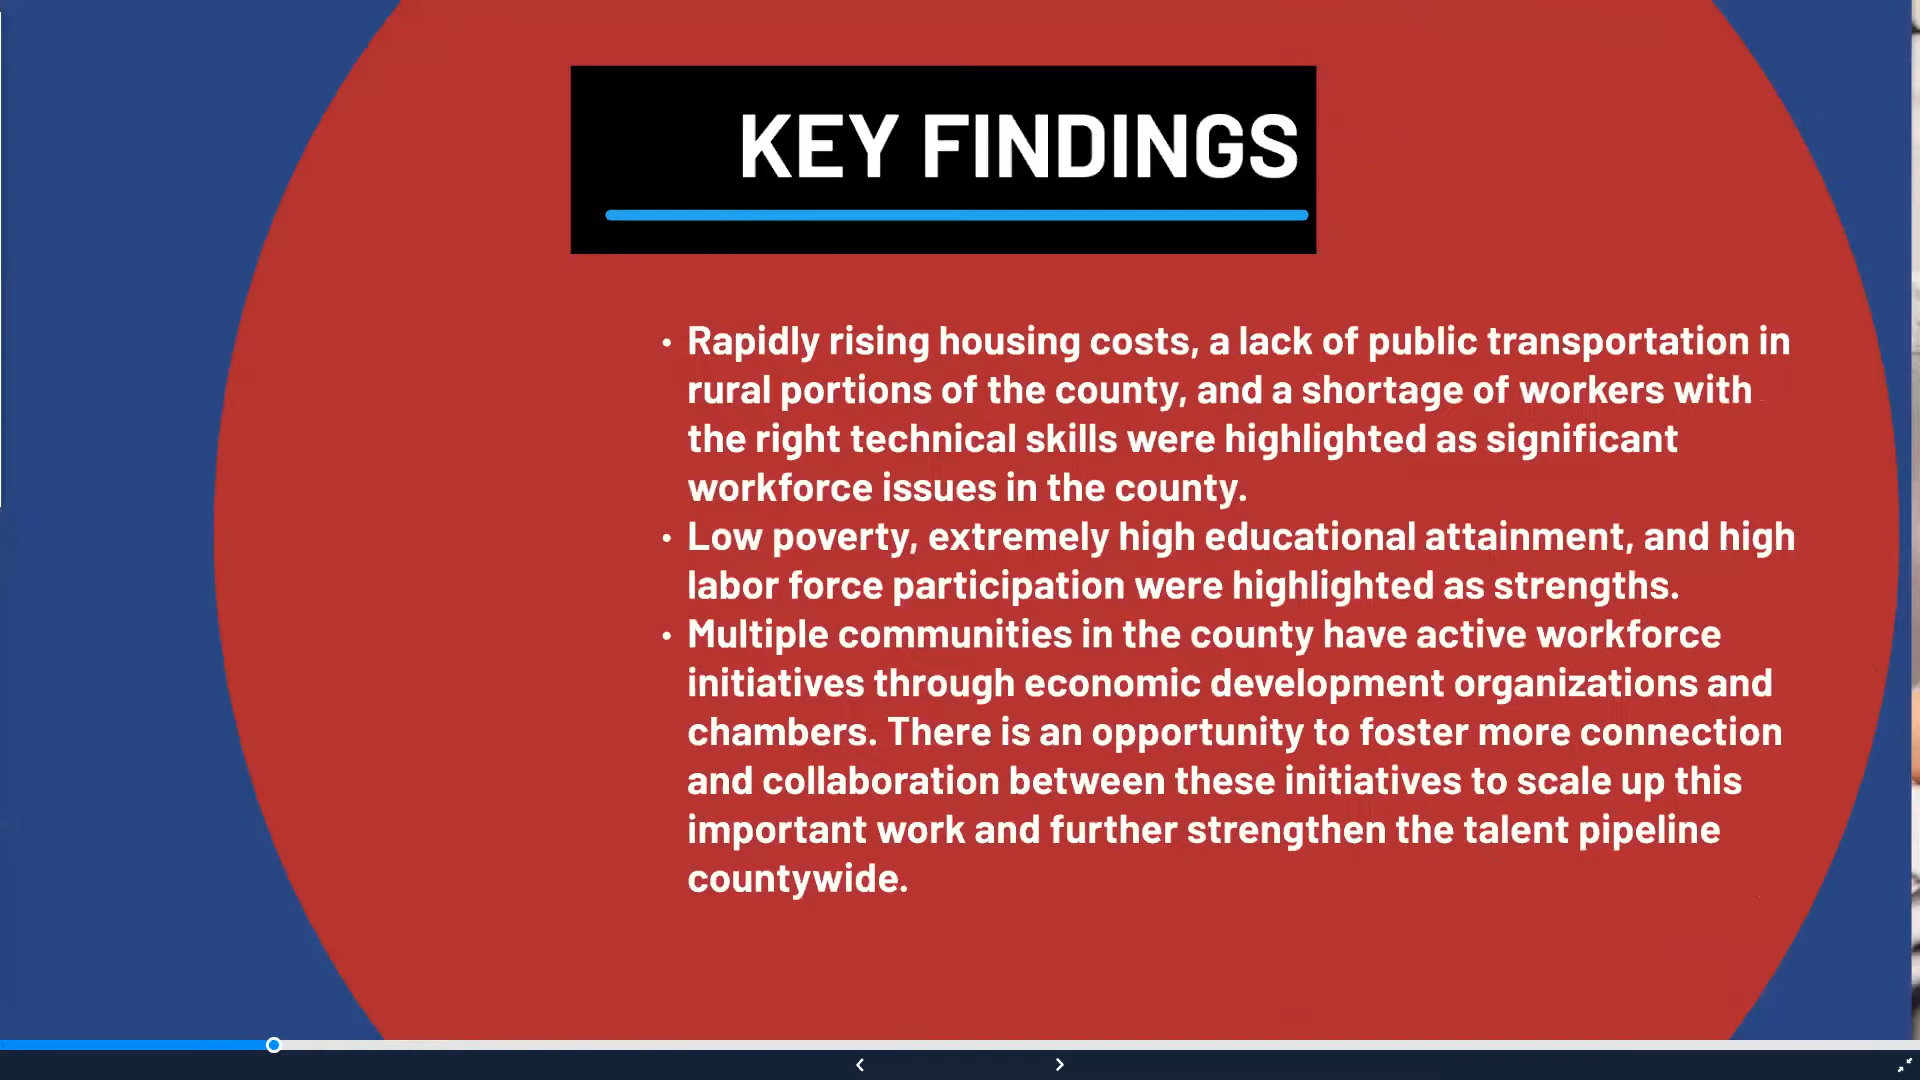 KEY FINDINGS
• Rapidly rising housing costs, a lack of public transportation in
rural portions of the county, and a shortage of workers with
the right technical skills were highlighted as significant
workforce issues in the county.
• Low poverty, extremely high educational attainment, and high
labor force participation were highlighted as strengths.
• Multiple communities in the county have active workforce
initiatives through economic development organizations and
chambers. There is an opportunity to foster more connection
and collaboration between these initiatives to scale up this
important work and further strengthen the talent pipeline
countywide.